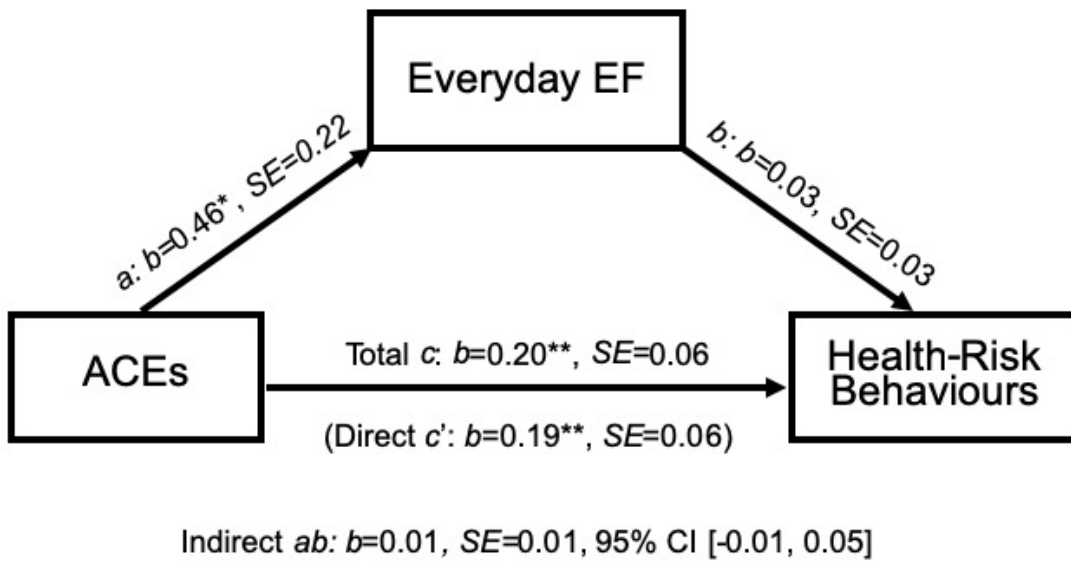 Everyday EF
a: b=0.46*, SE=0.22
b: b=0.03, SE=0.03
ACEs
Total c: b=0.20**, SE=0.06
(Direct c’: b=0.19**, SE=0.06)
Health-Risk
Behaviours
Indirect ab: b=0.01, SE=0.01, 95% CI [-0.01, 0.05]